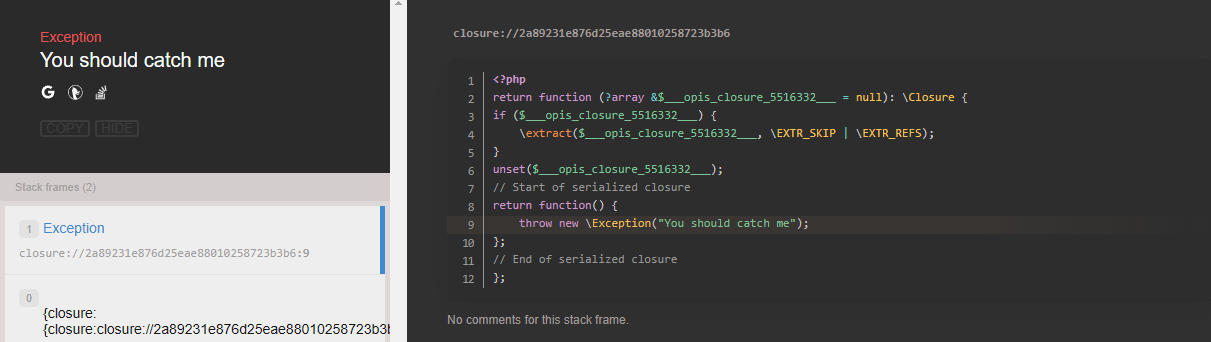 Exception
You should catch me
COPY HIDE
Stack frames (2)
1 Exception
closure://2a89231e876d25eae88010258723b3b6:9
0
{closure:
{closure:closure://2a89231e876d25eae88010258723b3b
closure://2a89231e876d25eae88010258723b3b6
1 <?php
2 return function (?array &$___opis_closure_5516332___ = null): \Closure {
3 if ($___opis_closure_5516332___) {
4     \extract($___opis_closure_5516332___, \EXTR_SKIP | \EXTR_REFS);
5 }
6 unset($___opis_closure_5516332___);
7 // Start of serialized closure
8 return function() {
9     throw new \Exception("You should catch me");
10 };
11 // End of serialized closure
12 };
No comments for this stack frame.